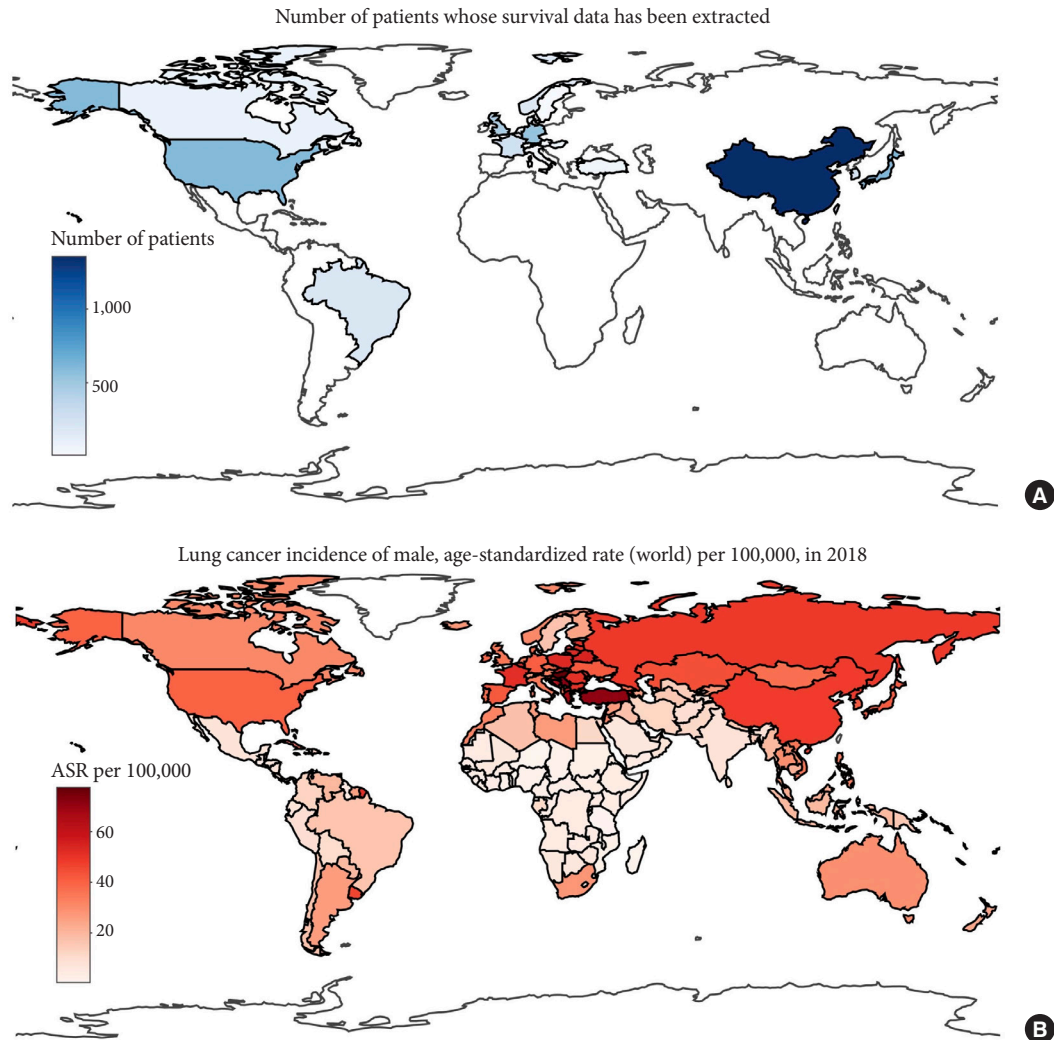 Number of patients whose survival data has been extracted
Number of patients
1,000
500
A
Lung cancer incidence of male, age-standardized rate (world) per 100,000, in 2018
ASR per 100,000
60
40
20
B